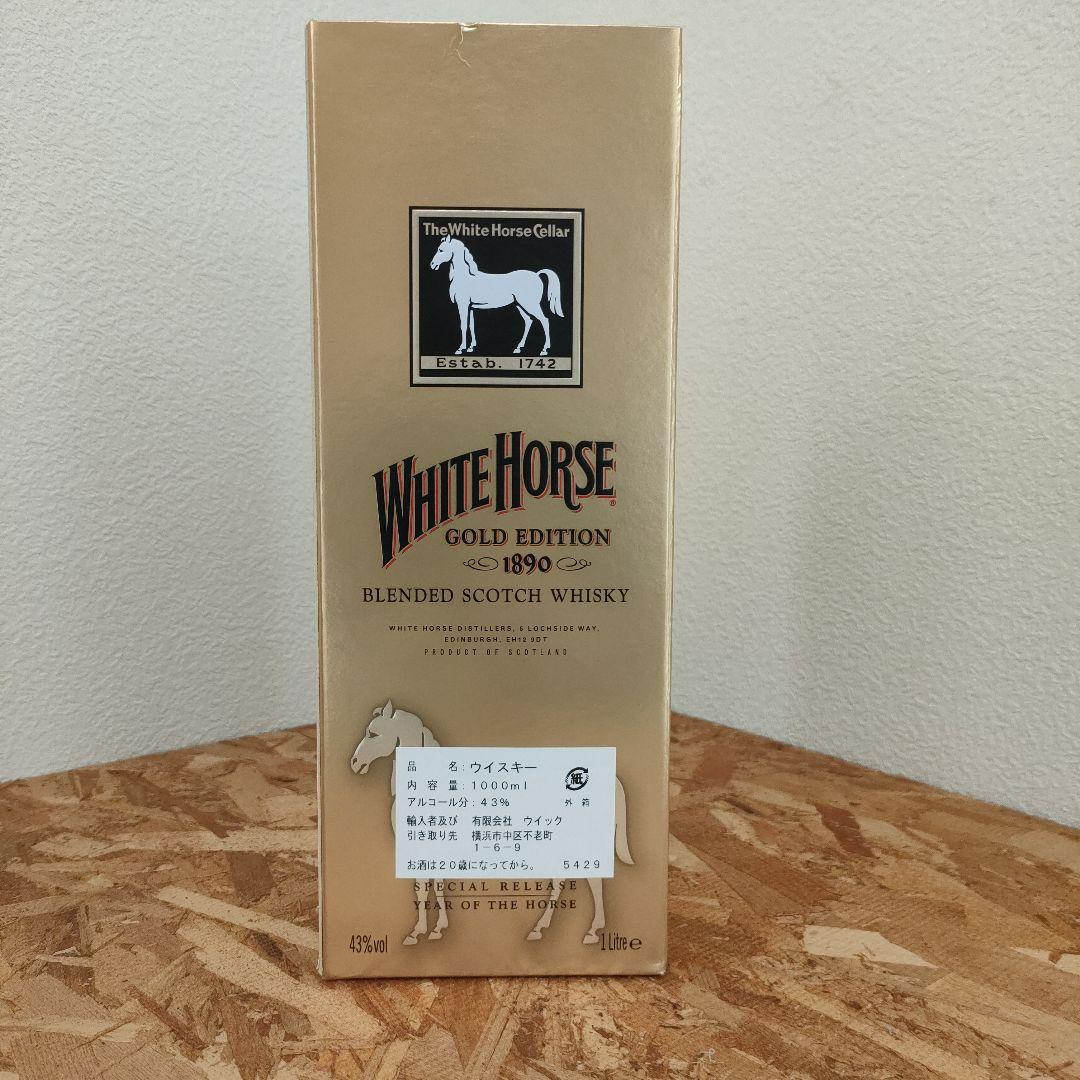 The White Horse Cellar
Estab. 1742
WHITE HORSE®
GOLD EDITION
1890
BLENDED SCOTCH WHISKY
WHITE HORSE DISTILLERS, 5 LOCHSIDE WAY,
EDINBURGH, EH12 9DT
PRODUCT OF SCOTLAND
品　名：ウイスキー
内容量：1000ml
アルコール分：43%
紙
外箱
輸入者及び　有限会社　ウイック
引き取り先　横浜市中区不老町
1-6-9
お酒は20歳になってから。　5429
SPECIAL RELEASE
YEAR OF THE HORSE
43%vol
1 Litre ℮